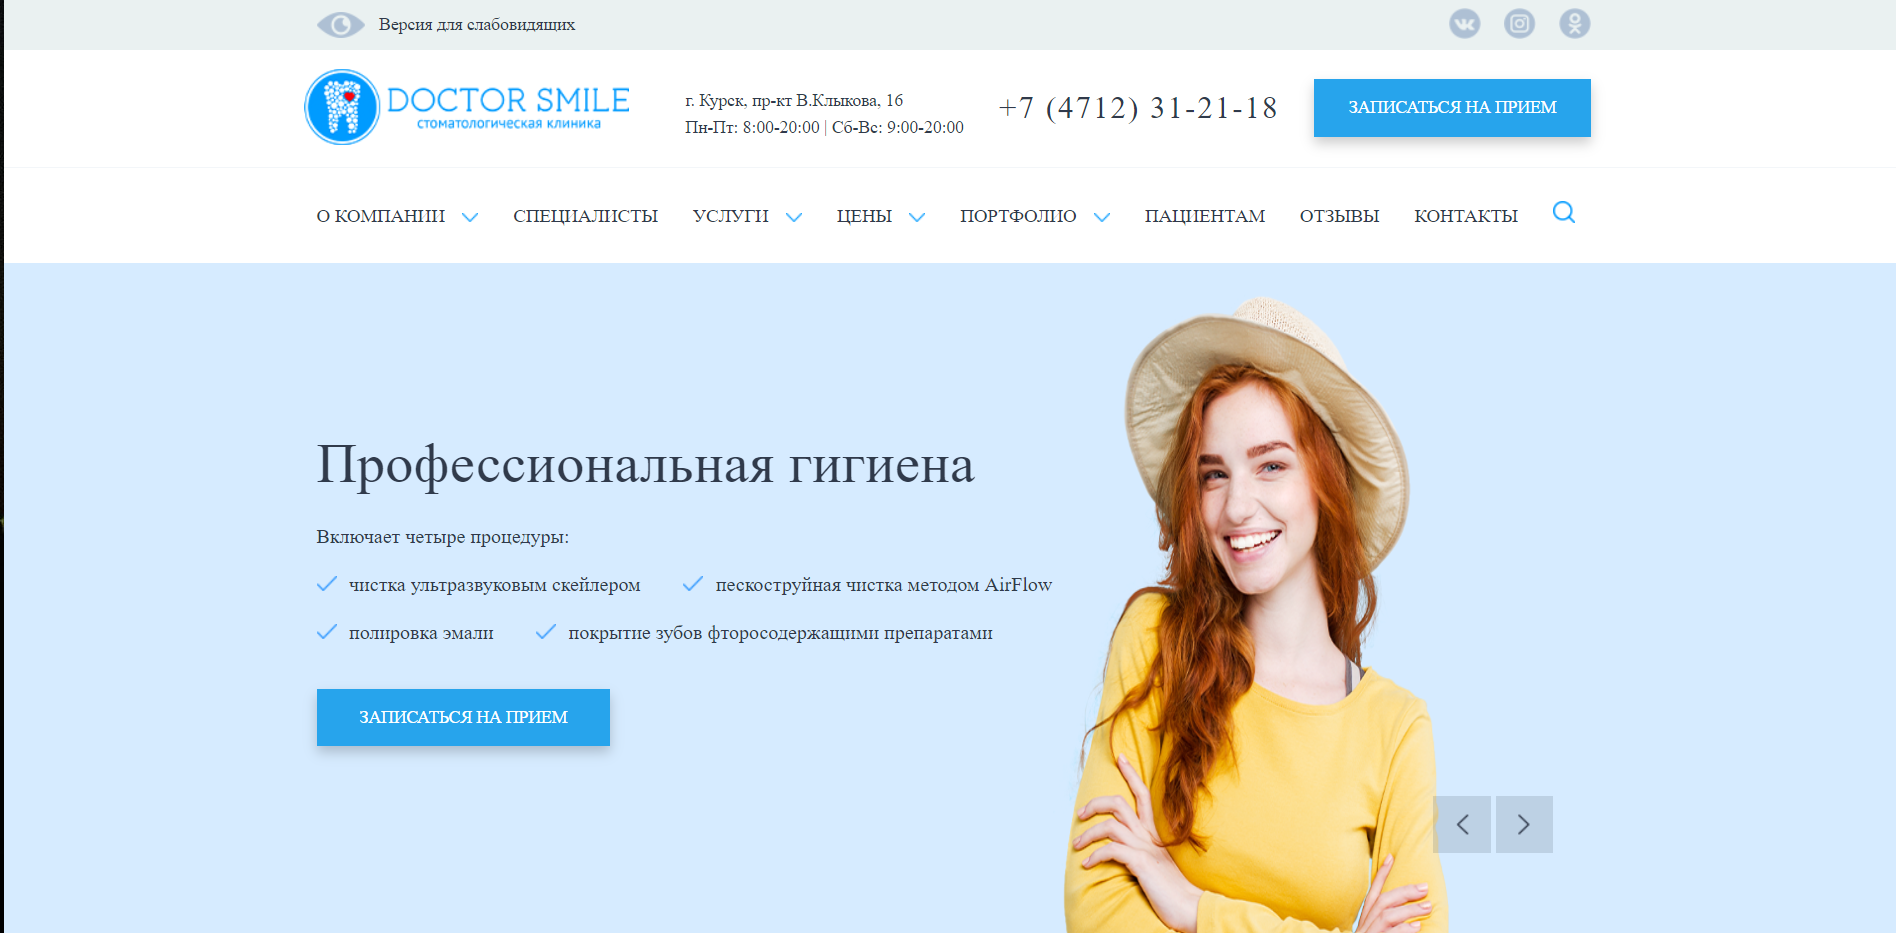 Версия для слабовидящих
DOCTOR SMILE
стоматологическая клиника
г. Курск, пр-кт В.Клыкова, 16
Пн-Пт: 8:00-20:00 | Сб-Вс: 9:00-20:00
+7 (4712) 31-21-18
ЗАПИСАТЬСЯ НА ПРИЕМ
О КОМПАНИИ СПЕЦИАЛИСТЫ УСЛУГИ ЦЕНЫ ПОРТФОЛИО ПАЦИЕНТАМ ОТЗЫВЫ КОНТАКТЫ
Профессиональная гигиена
Включает четыре процедуры:
чистка ультразвуковым скейлером пескоструйная чистка методом AirFlow
полировка эмали покрытие зубов фторосодержащими препаратами
ЗАПИСАТЬСЯ НА ПРИЕМ